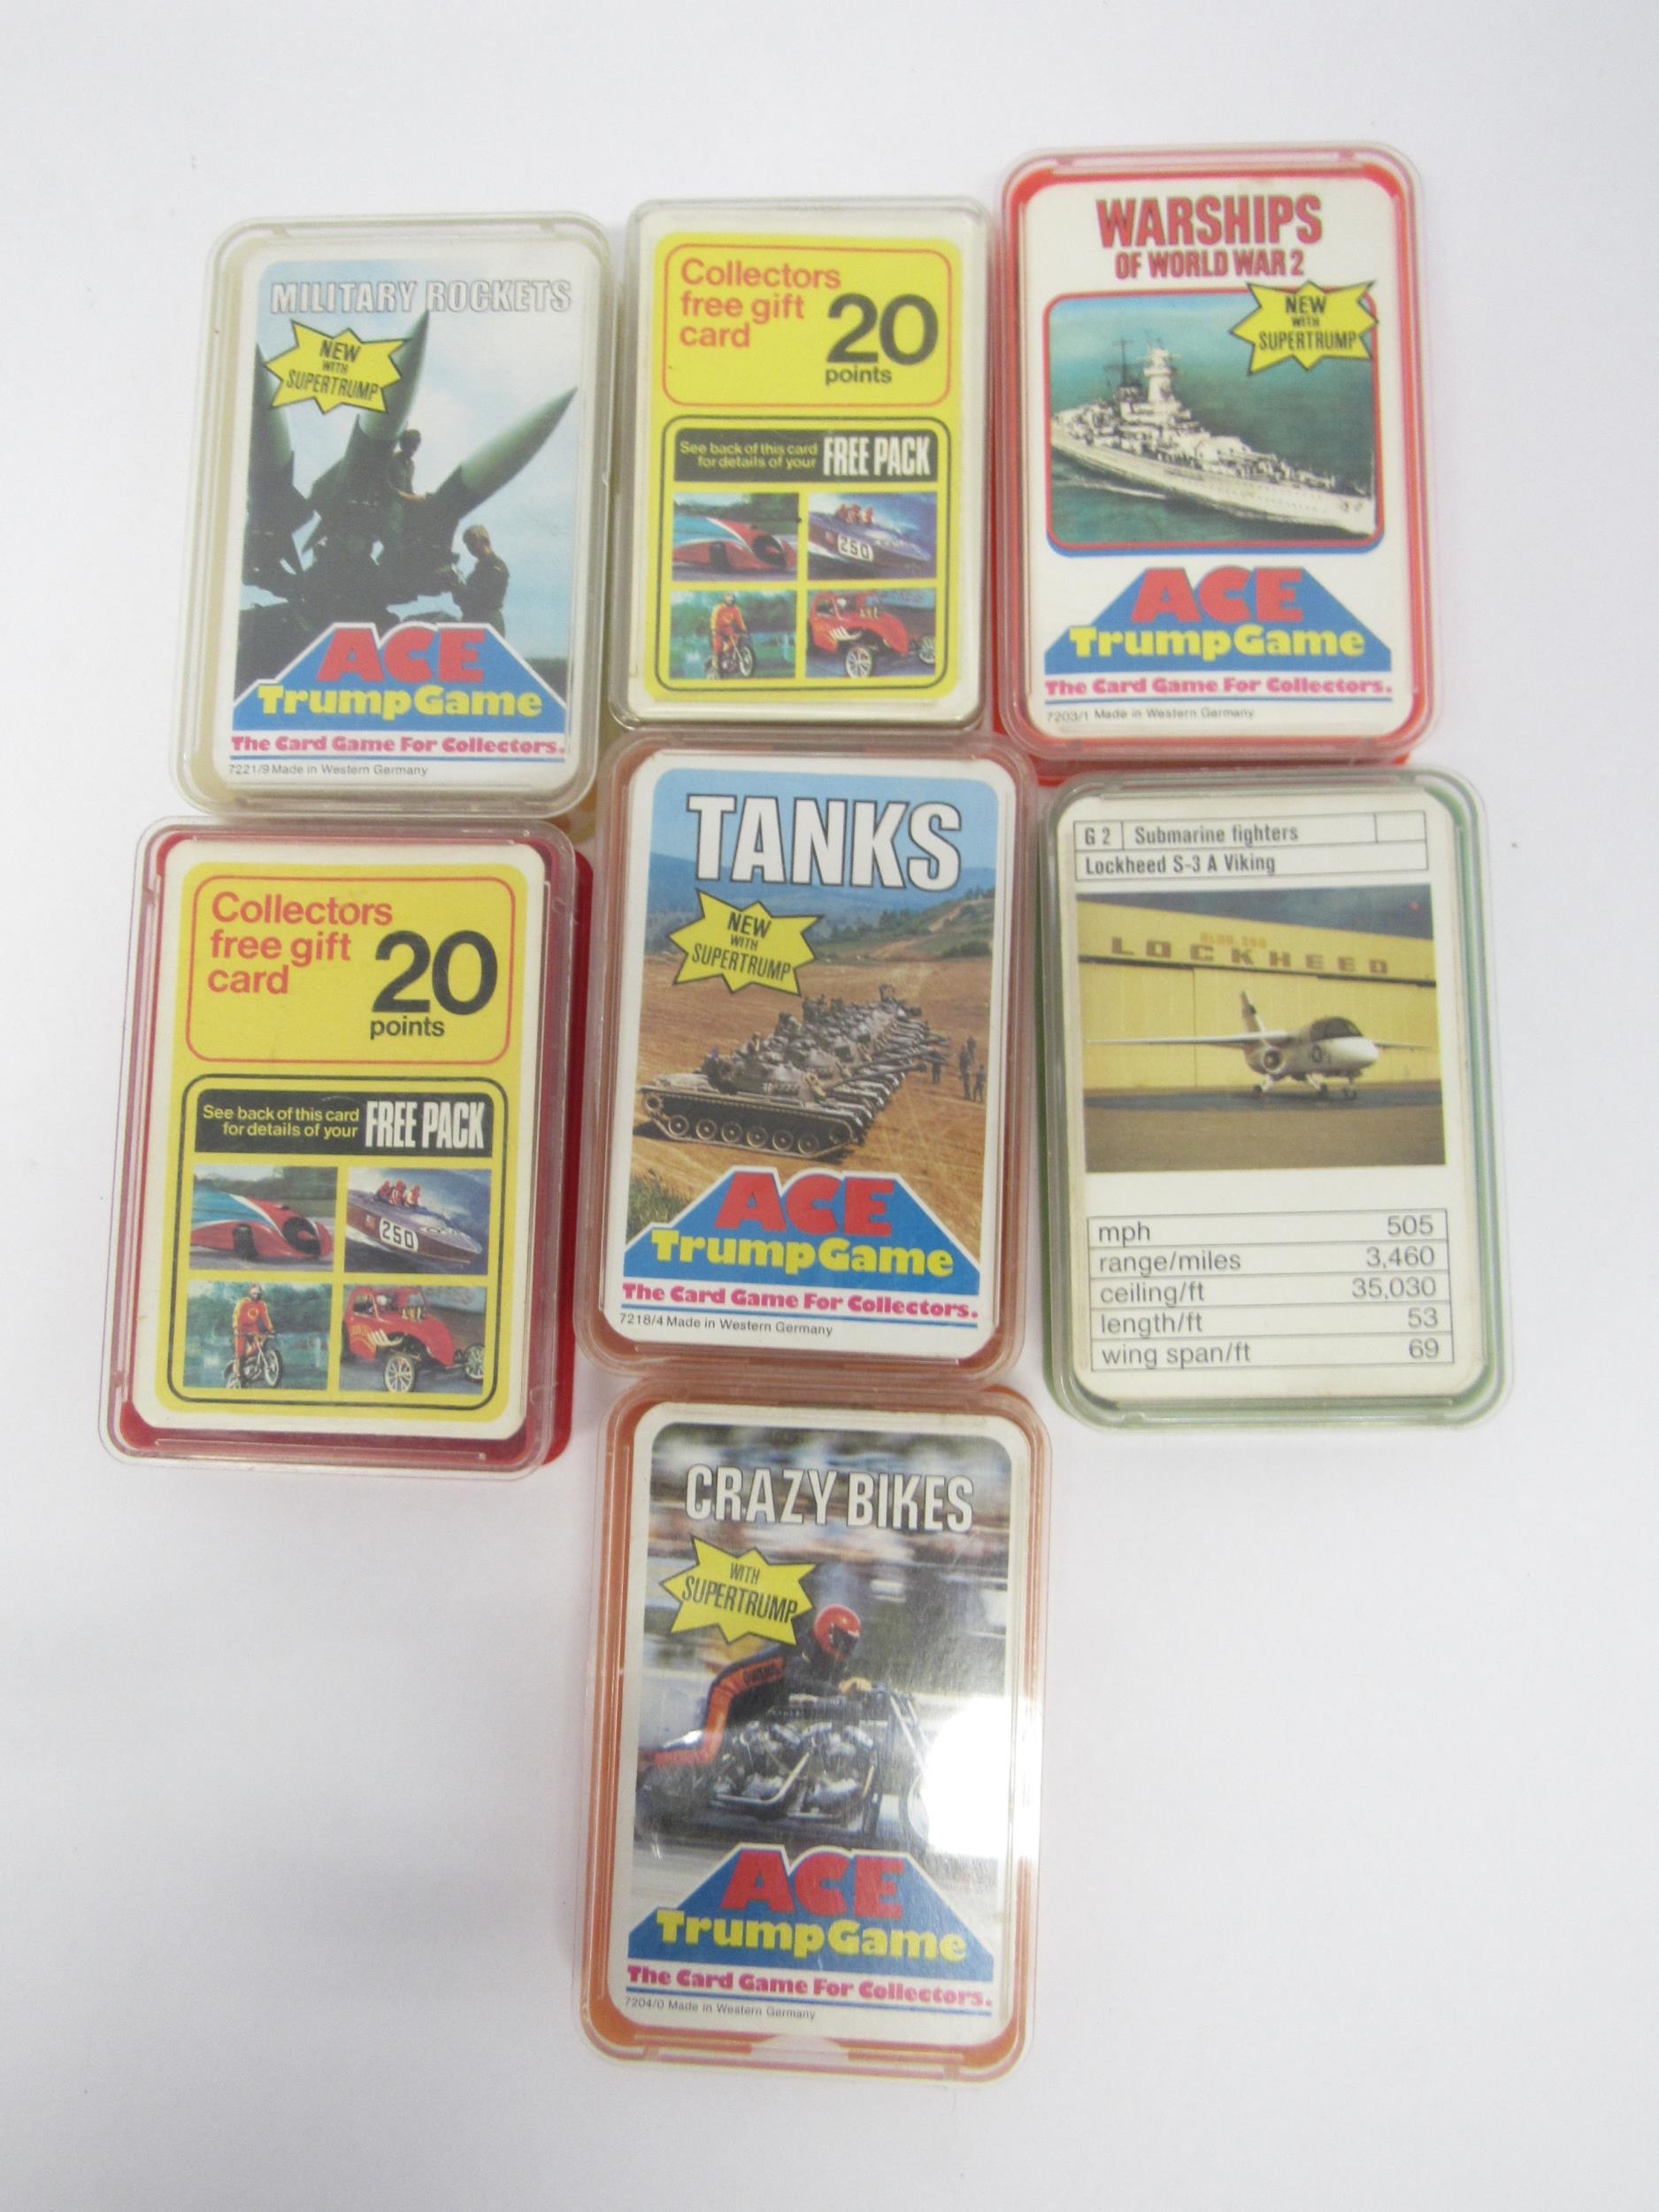 MILITARY ROCKETS
NEW
WITH
SUPERTRUMP
ACE
TrumpGame
The Card Game For Collectors.
7221/9 Made in Western Germany
Collectors
free gift
card
20
points
See back of this card
for details of your
FREE PACK
250
WARSHIPS
OF WORLD WAR 2
NEW
WITH
SUPERTRUMP
ACE
TrumpGame
The Card Game For Collectors.
7203/1 Made in Western Germany
Collectors
free gift
card
20
points
See back of this card
for details of your
FREE PACK
250
TANKS
NEW
WITH
SUPERTRUMP
ACE
TrumpGame
The Card Game For Collectors.
7218/4 Made in Western Germany
G 2 Submarine fighters
Lockheed S-3 A Viking
LOCKHEED
mph 505
range/miles 3,460
ceiling/ft 35,030
length/ft 53
wing span/ft 69
CRAZY BIKES
WITH
SUPERTRUMP
ACE
TrumpGame
The Card Game For Collectors.
7204/0 Made in Western Germany